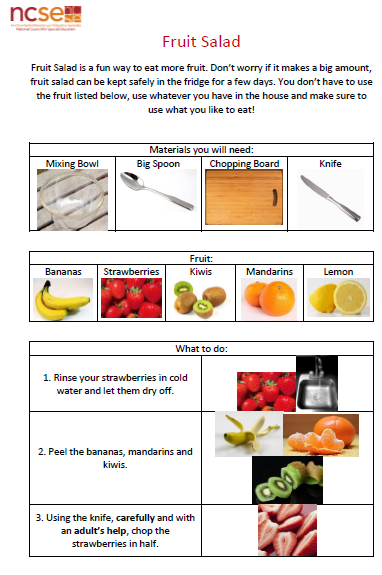 ncse
National Council for Special Education
Fruit Salad
Fruit Salad is a fun way to eat more fruit. Don't worry if it makes a big amount,
fruit salad can be kept safely in the fridge for a few days. You don't have to use
the fruit listed below, use whatever you have in the house and make sure to
use what you like to eat!
Materials you will need:
Mixing Bowl
Big Spoon
Chopping Board
Knife
Fruit:
Bananas
Strawberries
Kiwis
Mandarins
Lemon
What to do:
1. Rinse your strawberries in cold
water and let them dry off.
2. Peel the bananas, mandarins and
kiwis.
3. Using the knife, carefully and with
an adult's help, chop the
strawberries in half.